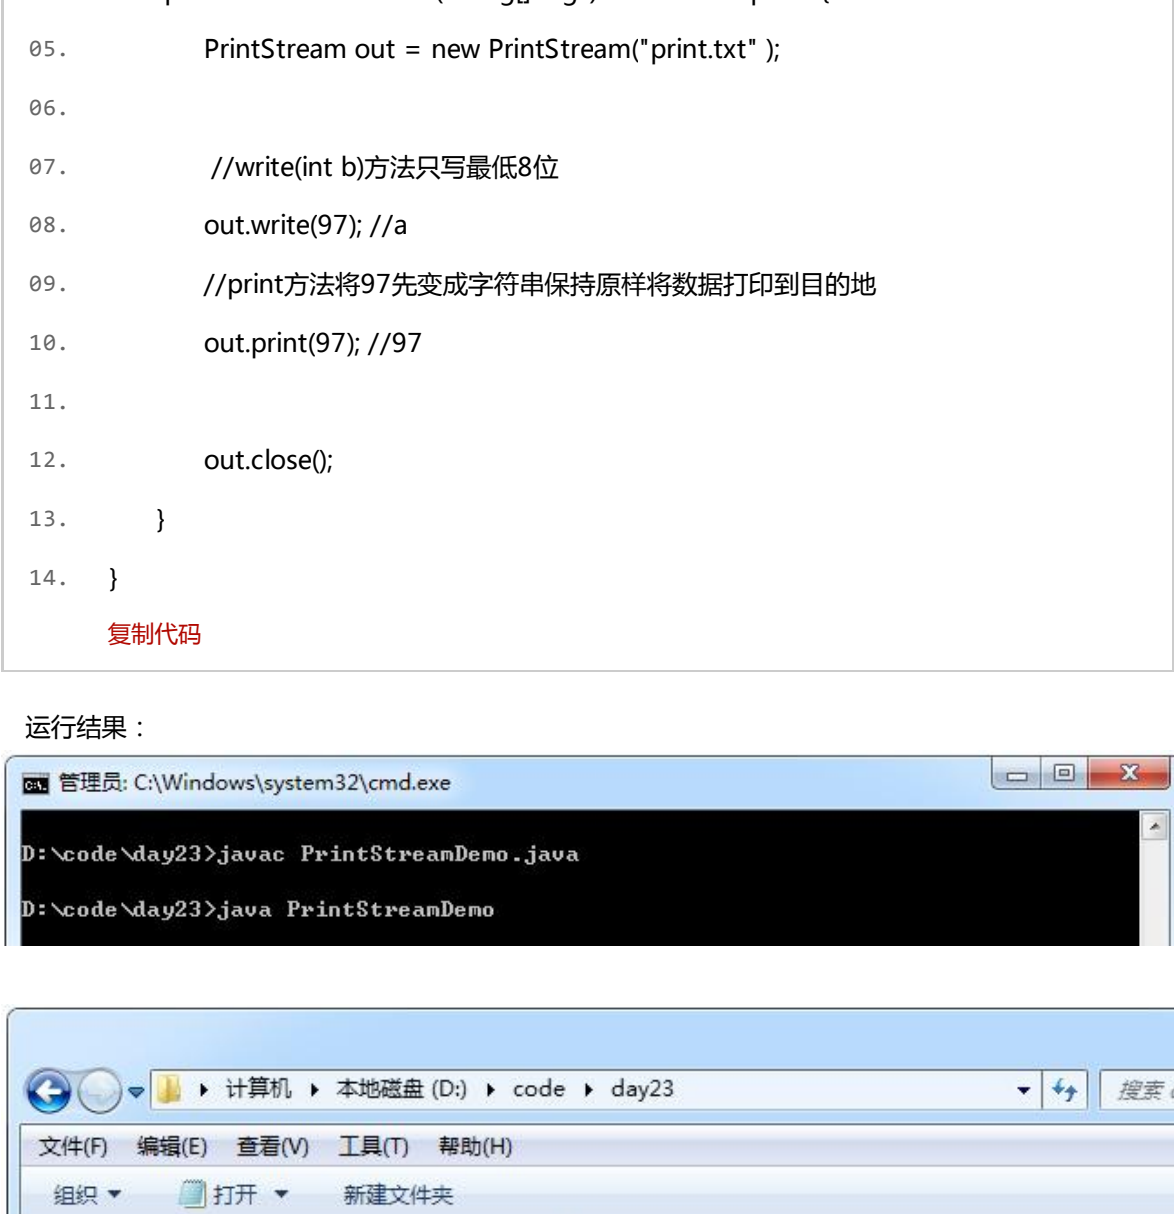 05. PrintStream out = new PrintStream("print.txt" );
06.
07. //write(int b)方法只写最低8位
08. out.write(97); //a
09. //print方法将97先变成字符串保持原样将数据打印到目的地
10. out.print(97); //97
11.
12. out.close();
13. }
14. }
复制代码
运行结果：
管理员: C:\Windows\system32\cmd.exe
D:\code\day23>javac PrintStreamDemo.java
D:\code\day23>java PrintStreamDemo
计算机 本地磁盘 (D:) code day23 搜索
文件(F) 编辑(E) 查看(V) 工具(T) 帮助(H)
组织 打开 新建文件夹